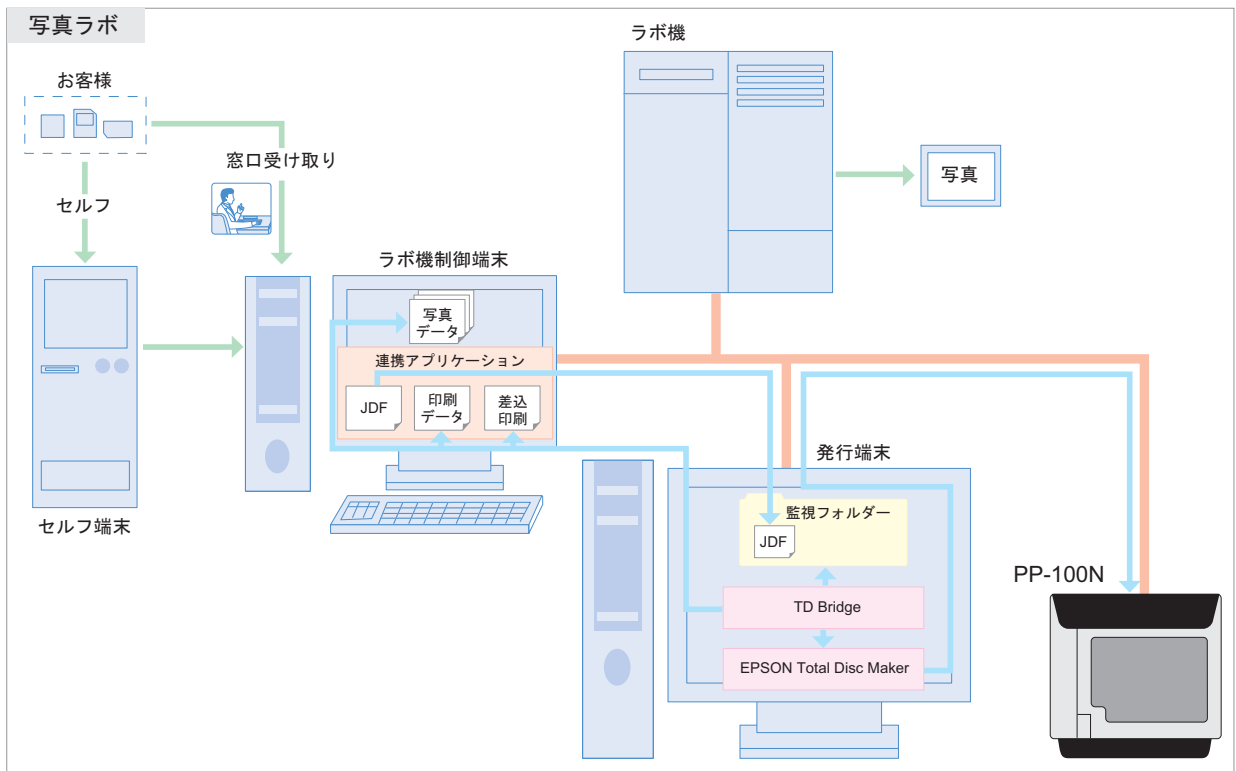 写真ラボ
お客様
窓口受け取り
セルフ
セルフ端末
ラボ機
写真
ラボ機制御端末
写真
データ
連携アプリケーション
JDF
印刷
データ
差込
印刷
発行端末
監視フォルダー
JDF
TD Bridge
EPSON Total Disc Maker
PP-100N